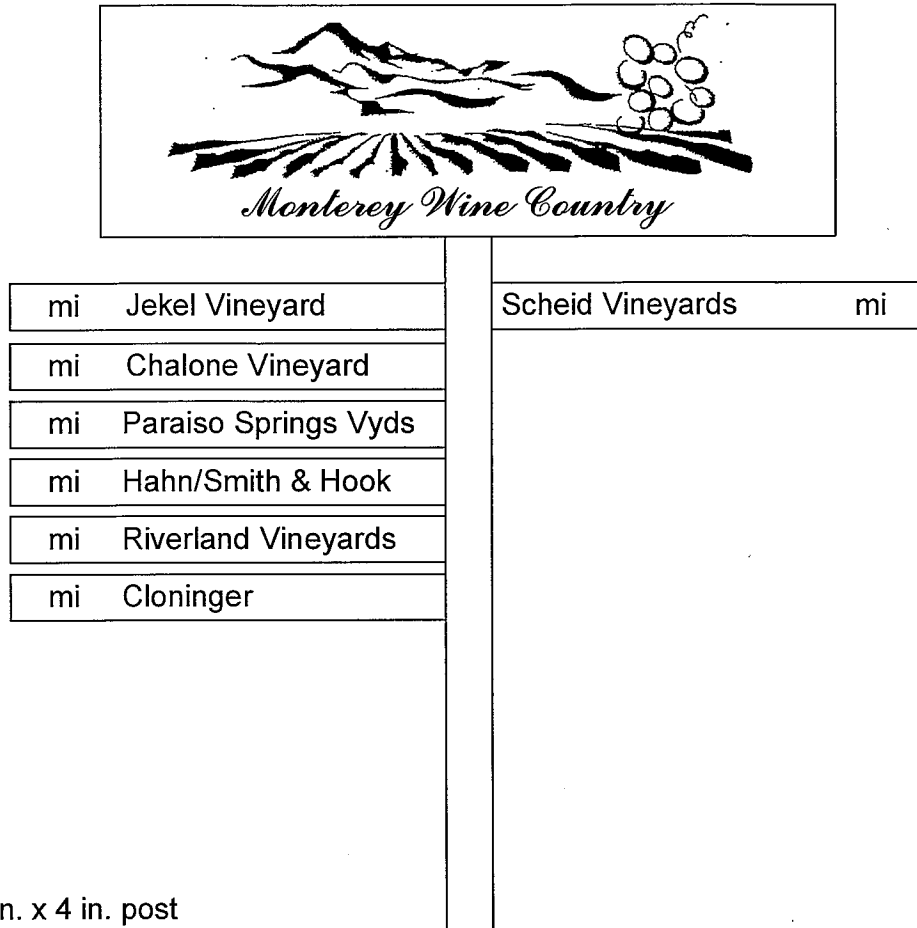 Monterey Wine Country
mi Jekel Vineyard
Scheid Vineyards mi
mi Chalone Vineyard
mi Paraiso Springs Vyds
mi Hahn/Smith & Hook
mi Riverland Vineyards
mi Cloninger
n. x 4 in. post